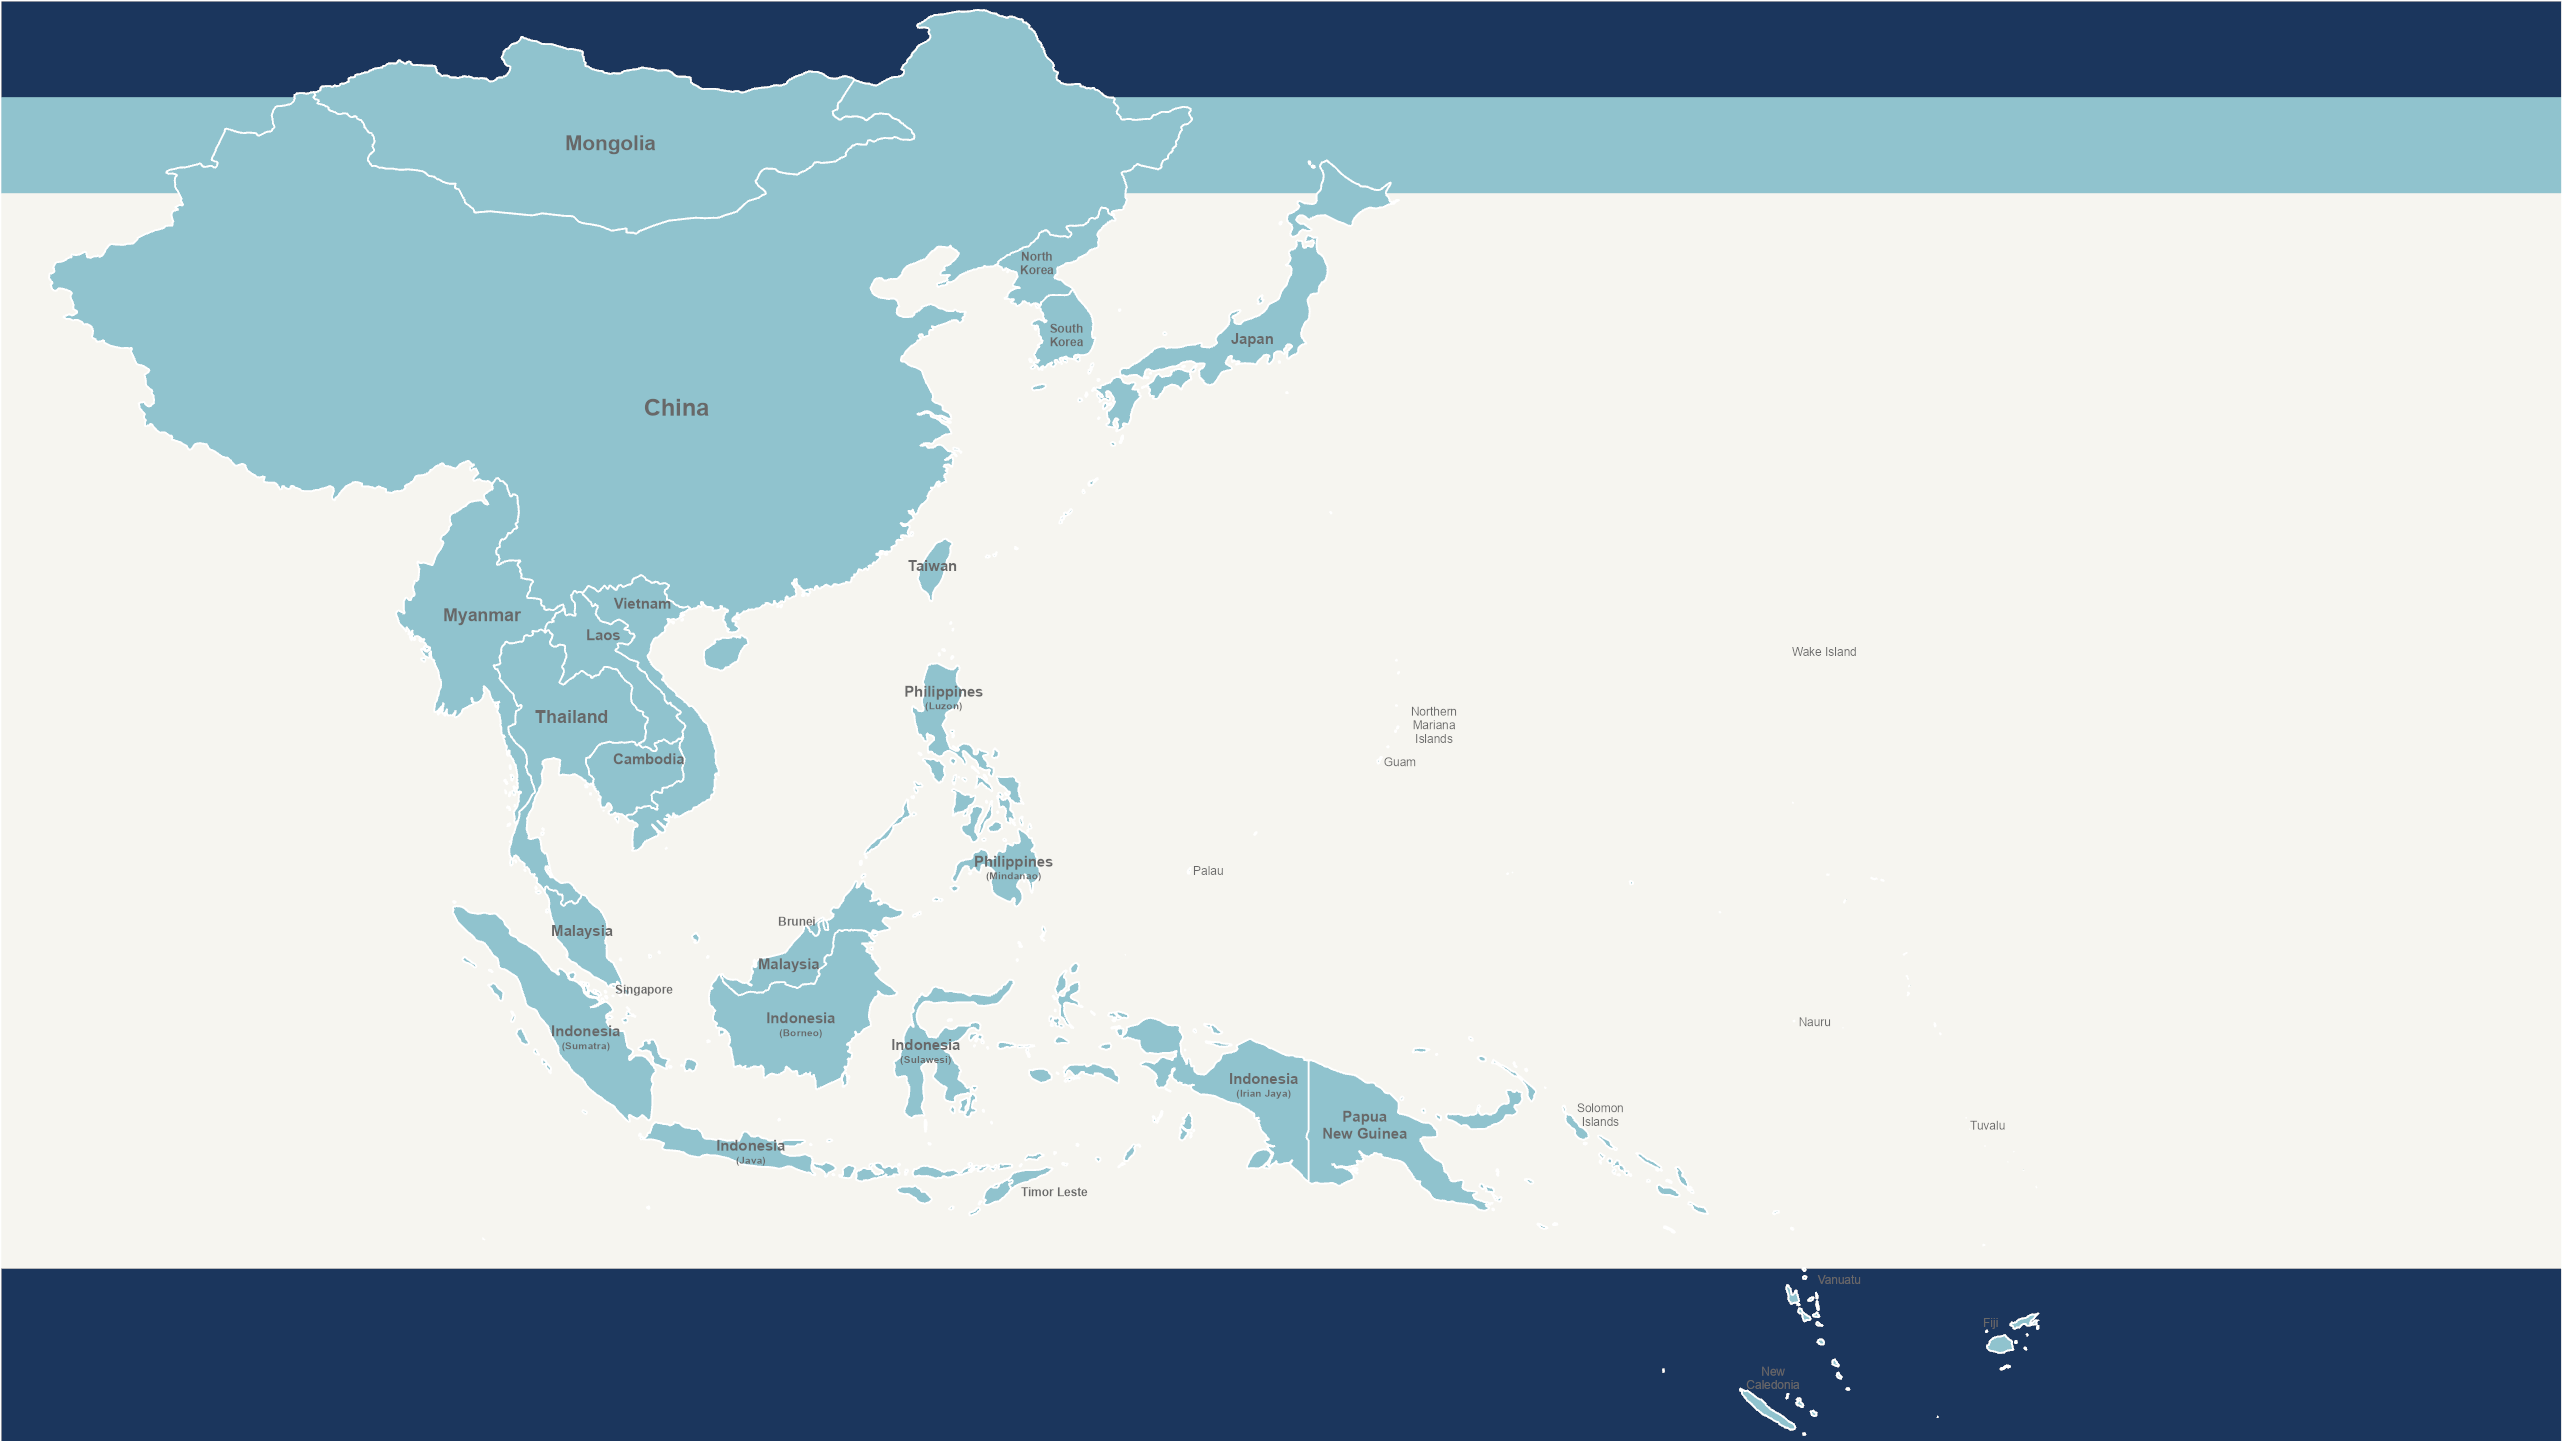 Mongolia
North
Korea
South
Korea
Japan
China
Taiwan
Vietnam
Myanmar
Laos
Wake Island
Philippines
(Luzon)
Thailand
Northern
Mariana
Islands
Cambodia
Guam
Philippines
(Mindanao)
Palau
Brunei
Malaysia
Malaysia
Singapore
Indonesia
(Borneo)
Nauru
Indonesia
(Sumatra)
Indonesia
(Sulawesi)
Indonesia
(Irian Jaya)
Papua
New Guinea
Solomon
Islands
Tuvalu
Indonesia
(Java)
Timor Leste
Vanuatu
Fiji
New
Caledonia